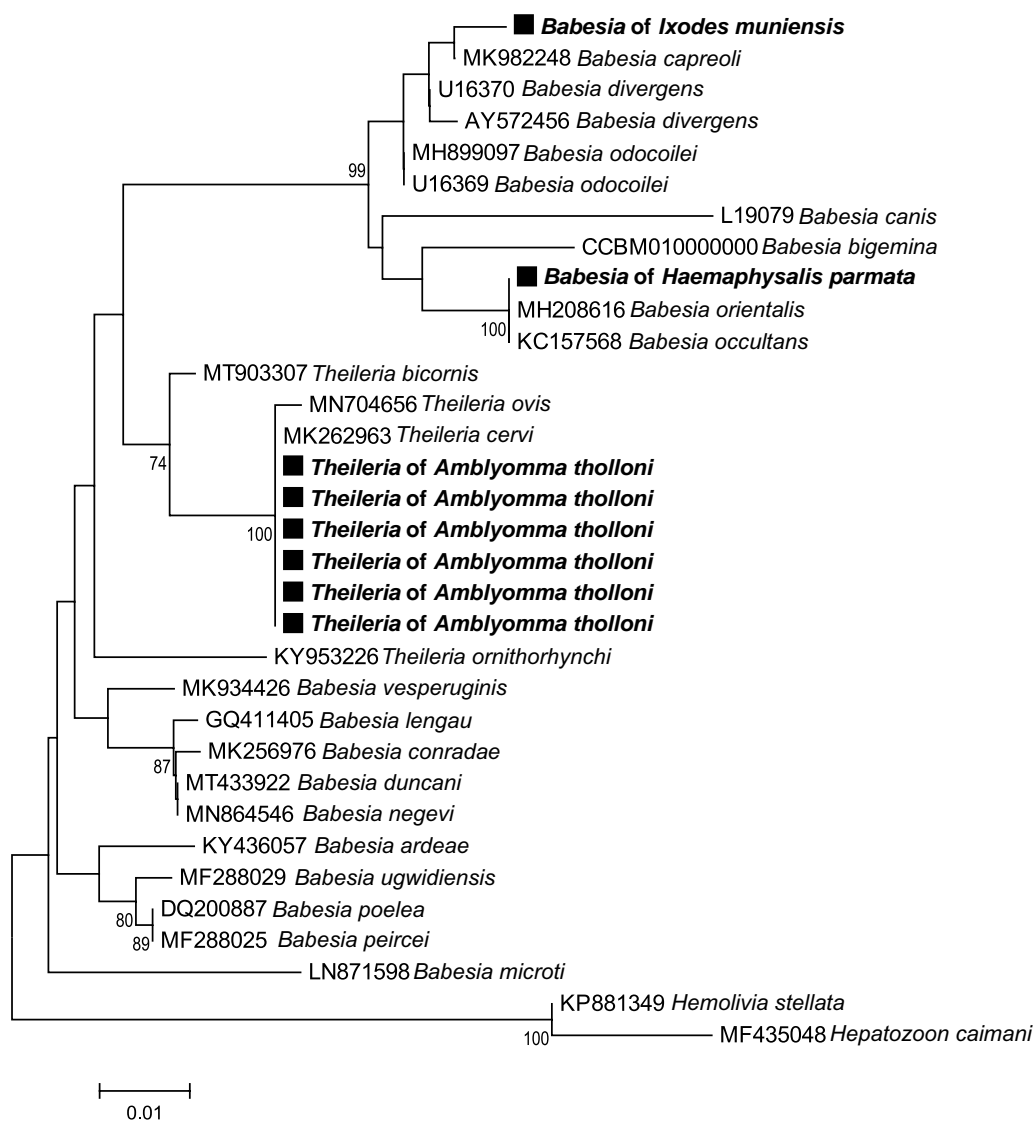 Babesia of Ixodes muniensis
MK982248 Babesia capreoli
U16370 Babesia divergens
AY572456 Babesia divergens
MH899097 Babesia odocoilei
99
U16369 Babesia odocoilei
L19079 Babesia canis
CCBM010000000 Babesia bigemina
Babesia of Haemaphysalis parmata
MH208616 Babesia orientalis
100
KC157568 Babesia occultans
MT903307 Theileria bicornis
MN704656 Theileria ovis
MK262963 Theileria cervi
74
Theileria of Amblyomma tholloni
Theileria of Amblyomma tholloni
Theileria of Amblyomma tholloni
100
Theileria of Amblyomma tholloni
Theileria of Amblyomma tholloni
Theileria of Amblyomma tholloni
KY953226 Theileria ornithorhynchi
MK934426 Babesia vesperuginis
GQ411405 Babesia lengau
MK256976 Babesia conradae
87
MT433922 Babesia duncani
MN864546 Babesia negevi
KY436057 Babesia ardeae
MF288029 Babesia ugwidiensis
DQ200887 Babesia poelea
80
MF288025 Babesia peircei
89
LN871598 Babesia microti
KP881349 Hemolivia stellata
MF435048 Hepatozoon caimani
100
0.01